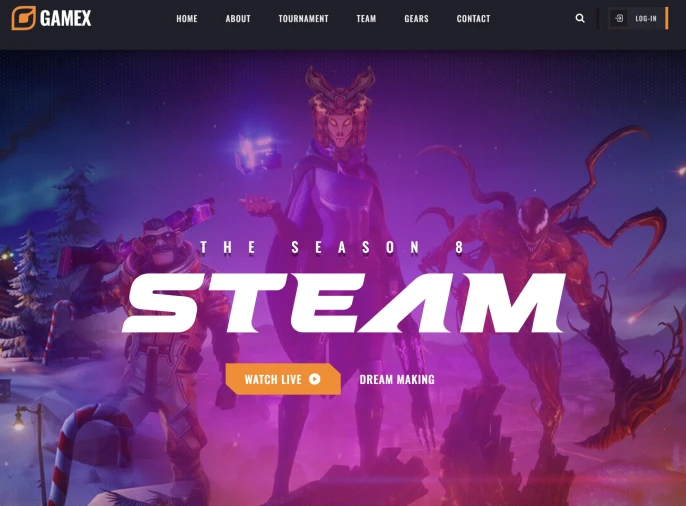 GAMEX
HOME ABOUT TOURNAMENT TEAM GEARS CONTACT
LOG-IN
THE SEASON 8
STEAM
WATCH LIVE DREAM MAKING